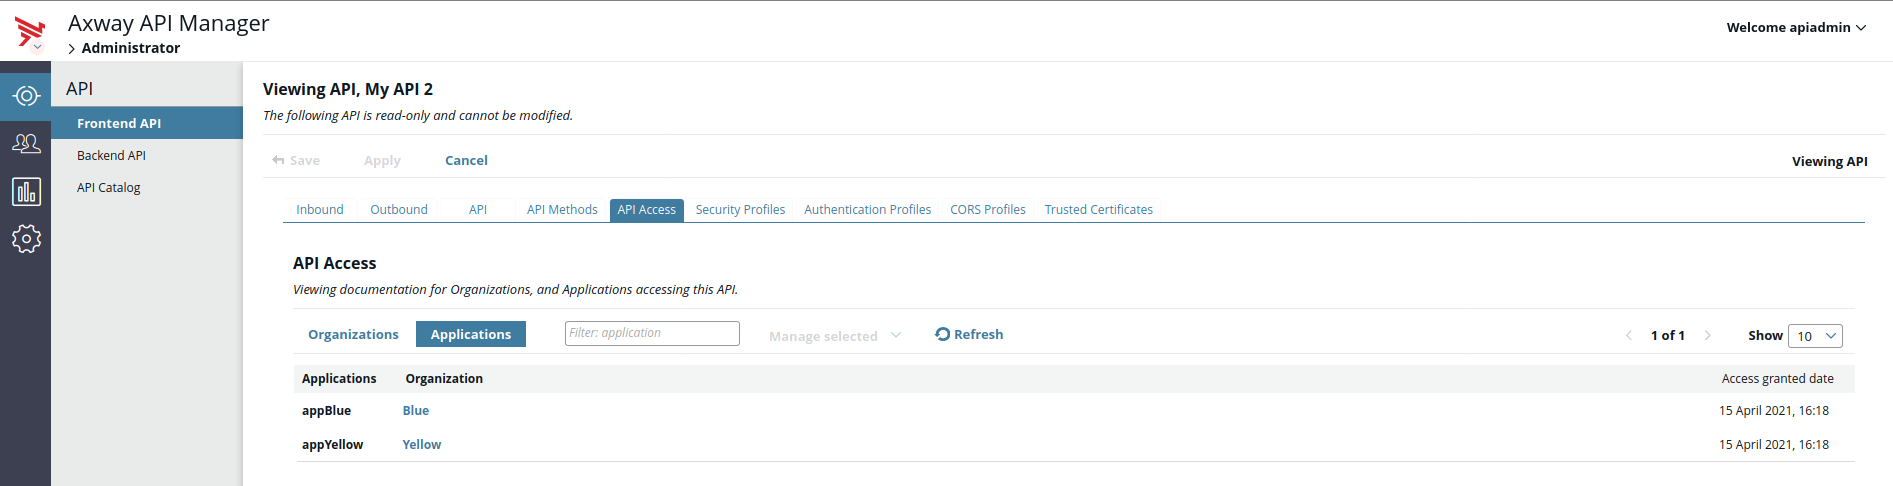 Axway API Manager
Administrator
Welcome apiadmin
API
Frontend API
Backend API
API Catalog
Viewing API, My API 2
The following API is read-only and cannot be modified.
Save Apply Cancel Viewing API
Inbound Outbound API API Methods API Access Security Profiles Authentication Profiles CORS Profiles Trusted Certificates
API Access
Viewing documentation for Organizations, and Applications accessing this API.
Organizations Applications Filter: application Manage selected Refresh 1 of 1 Show 10
Applications Organization Access granted date
appBlue Blue 15 April 2021, 16:18
appYellow Yellow 15 April 2021, 16:18